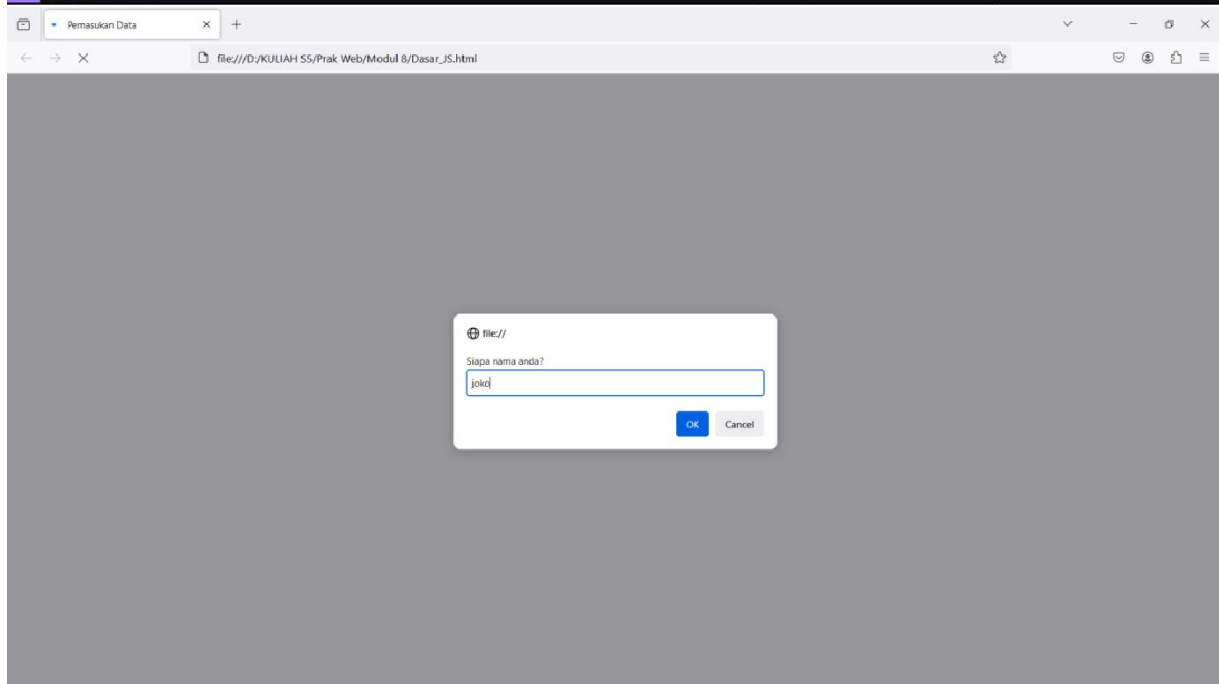 Pemasukan Data
file:///D:/KULIAH S5/Prak Web/Modul 8/Dasar_JS.html
file://
Siapa nama anda?
joko
OK Cancel